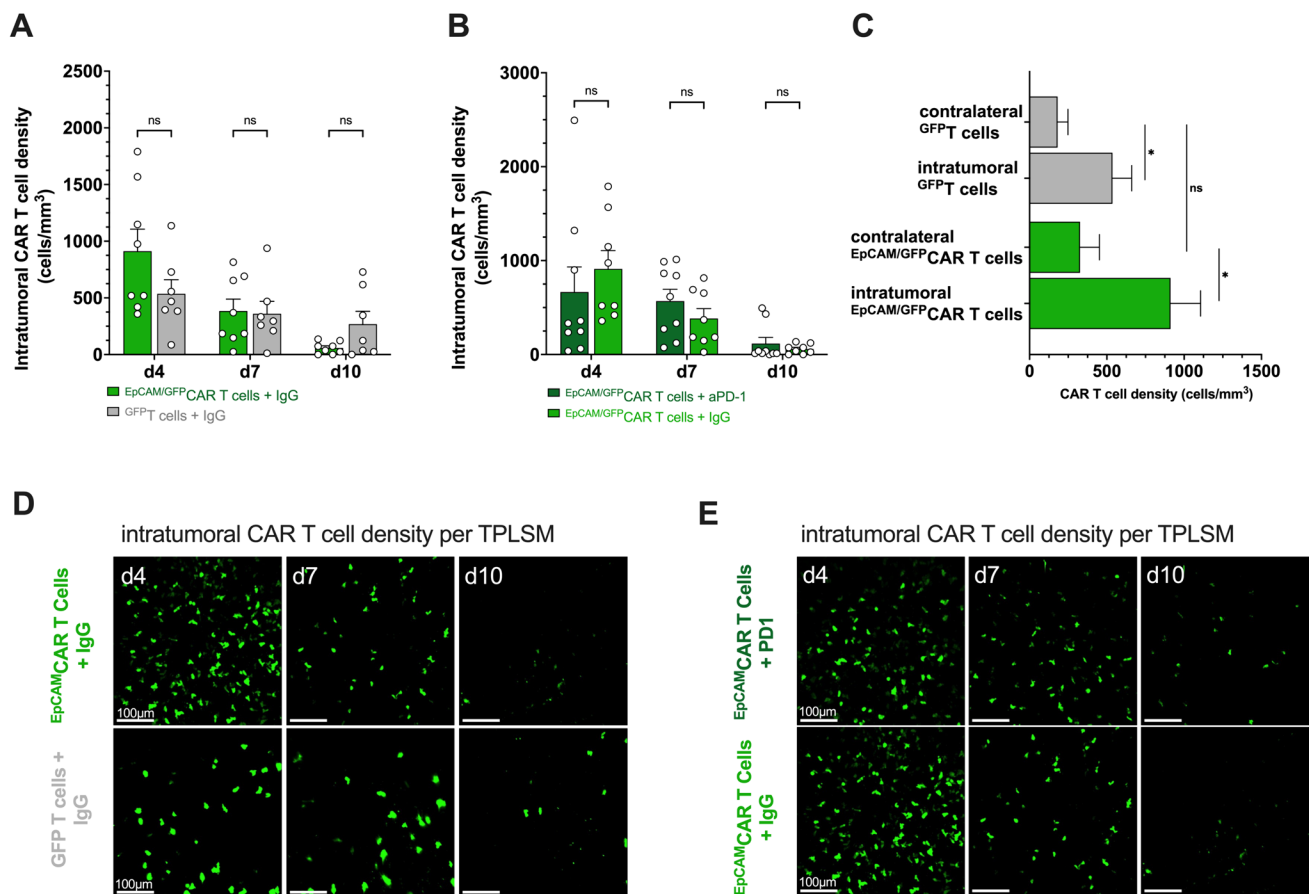 A
Intratumoral CAR T cell density
(cells/mm³)
2500
2000
1500
1000
500
0
ns
ns
ns
d4
d7
d10
EpCAM/GFPCAR T cells + IgG
GFPT cells + IgG
B
Intratumoral CAR T cell density
(cells/mm³)
3000
2000
1000
0
ns
ns
ns
d4
d7
d10
EpCAM/GFPCAR T cells + aPD-1
EpCAM/GFPCAR T cells + IgG
C
contralateral
GFPT cells
intratumoral
GFPT cells
contralateral
EpCAM/GFPCAR T cells
intratumoral
EpCAM/GFPCAR T cells
*
ns
*
0
500
1000
1500
CAR T cell density (cells/mm³)
D
intratumoral CAR T cell density per TPLSM
EpCAMCAR T Cells
+ IgG
d4
d7
d10
100µm
GFP T cells +
IgG
100µm
E
intratumoral CAR T cell density per TPLSM
EpCAMCAR T Cells
+ PD1
d4
d7
d10
100µm
EpCAMCAR T Cells
+ IgG
100µm